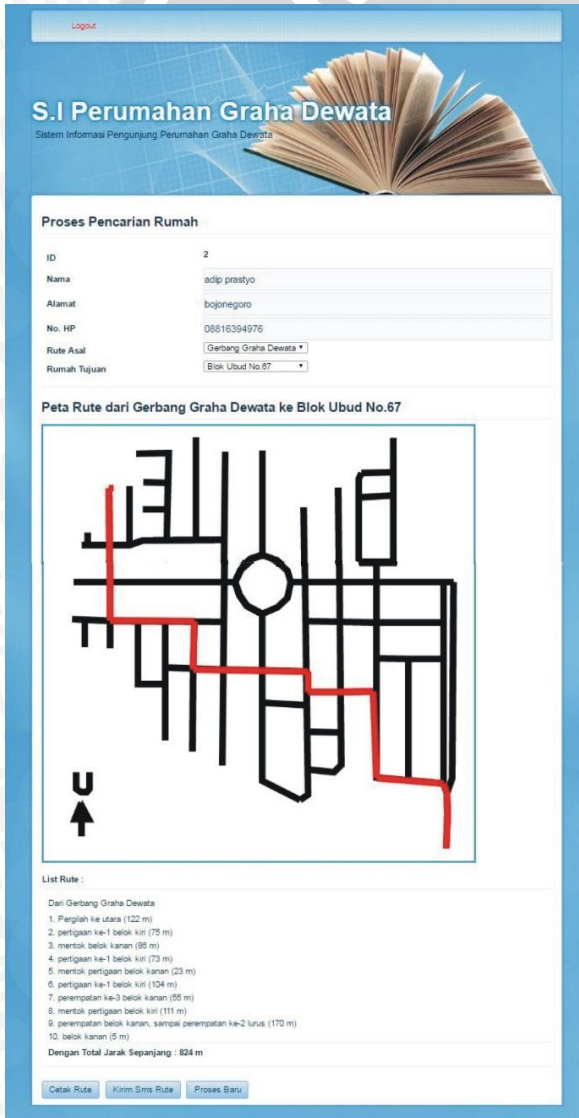 Logout
S.I Perumahan Graha Dewata
Sistem Informasi Pengunjung Perumahan Graha Dewata
Proses Pencarian Rumah
ID 2
Nama adip prastyo
Alamat bojonegoro
No. HP 08816394976
Rute Asal Gerbang Graha Dewata
Rumah Tujuan Blok Ubud No.67
Peta Rute dari Gerbang Graha Dewata ke Blok Ubud No.67
U
List Rute :
Dari Gerbang Graha Dewata
1. Pergilah ke utara (122 m)
2. pertigaan ke-1 belok kiri (75 m)
3. mentok belok kanan (86 m)
4. pertigaan ke-1 belok kiri (73 m)
5. mentok pertigaan belok kanan (23 m)
6. pertigaan ke-1 belok kiri (104 m)
7. perempatan ke-3 belok kanan (55 m)
8. mentok pertigaan belok kiri (111 m)
9. perempatan belok kanan, sampai perempatan ke-2 lurus (170 m)
10. belok kanan (5 m)
Dengan Total Jarak Sepanjang : 824 m
Cetak Rute Kirim Sms Rute Proses Baru